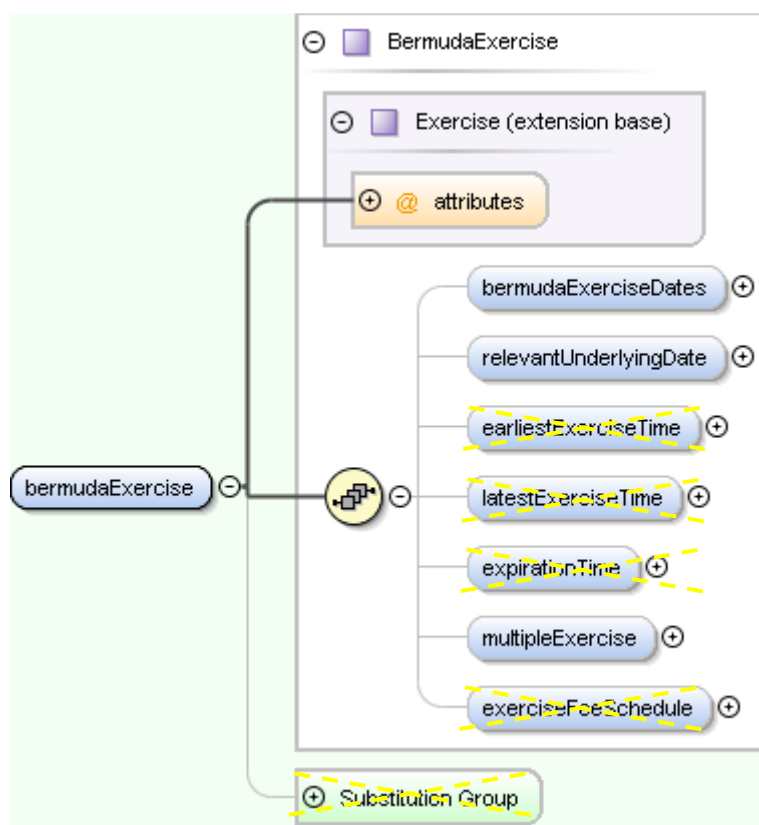 BermudaExercise
Exercise (extension base)
@ attributes
bermudaExerciseDates
relevantUnderlyingDate
earliestExerciseTime
bermudaExercise
latestExerciseTime
expirationTime
multipleExercise
exerciseFeeSchedule
Substitution Group